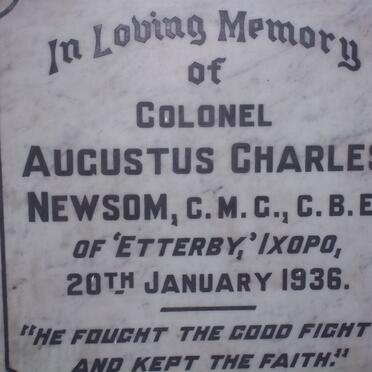 In Loving Memory
of
COLONEL
AUGUSTUS CHARLES
NEWSOM, C.M.G., C.B.E
OF 'ETTERBY,' IXOPO,
20TH JANUARY 1936.
"HE FOUGHT THE GOOD FIGHT
AND KEPT THE FAITH."